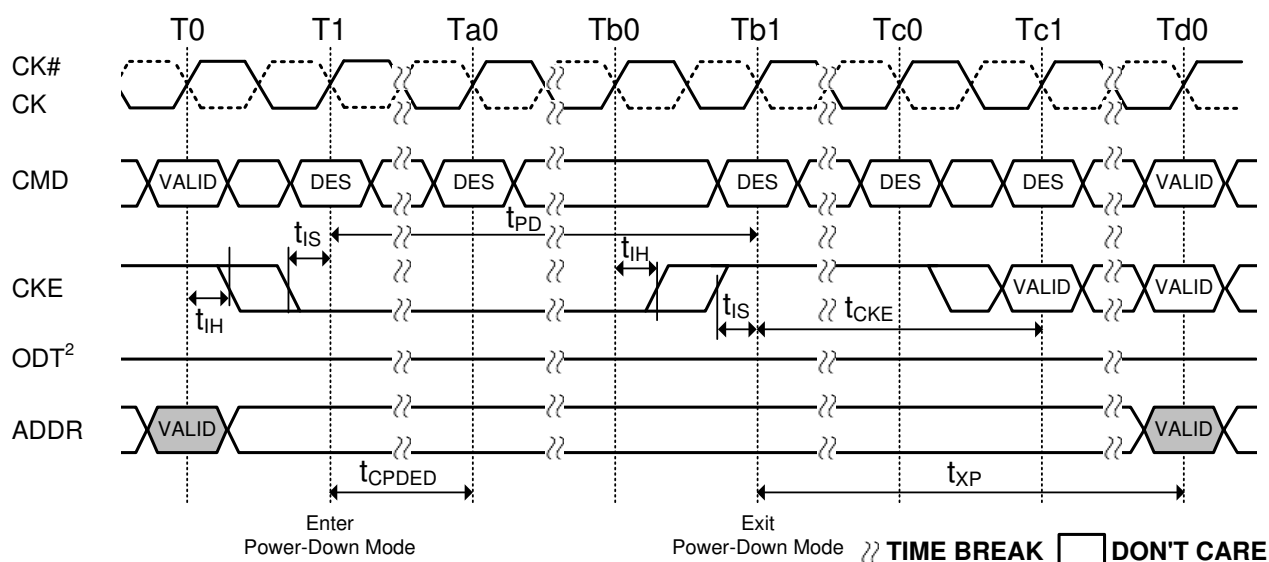 T0 T1 Ta0 Tb0 Tb1 Tc0 Tc1 Td0
CK#
CK
CMD VALID DES DES DES DES DES VALID
tIS tPD tIH
CKE VALID VALID
tIH tIS tCKE
ODT2
ADDR VALID VALID
tCPDED tXP
Enter
Power-Down Mode
Exit
Power-Down Mode
TIME BREAK DON'T CARE